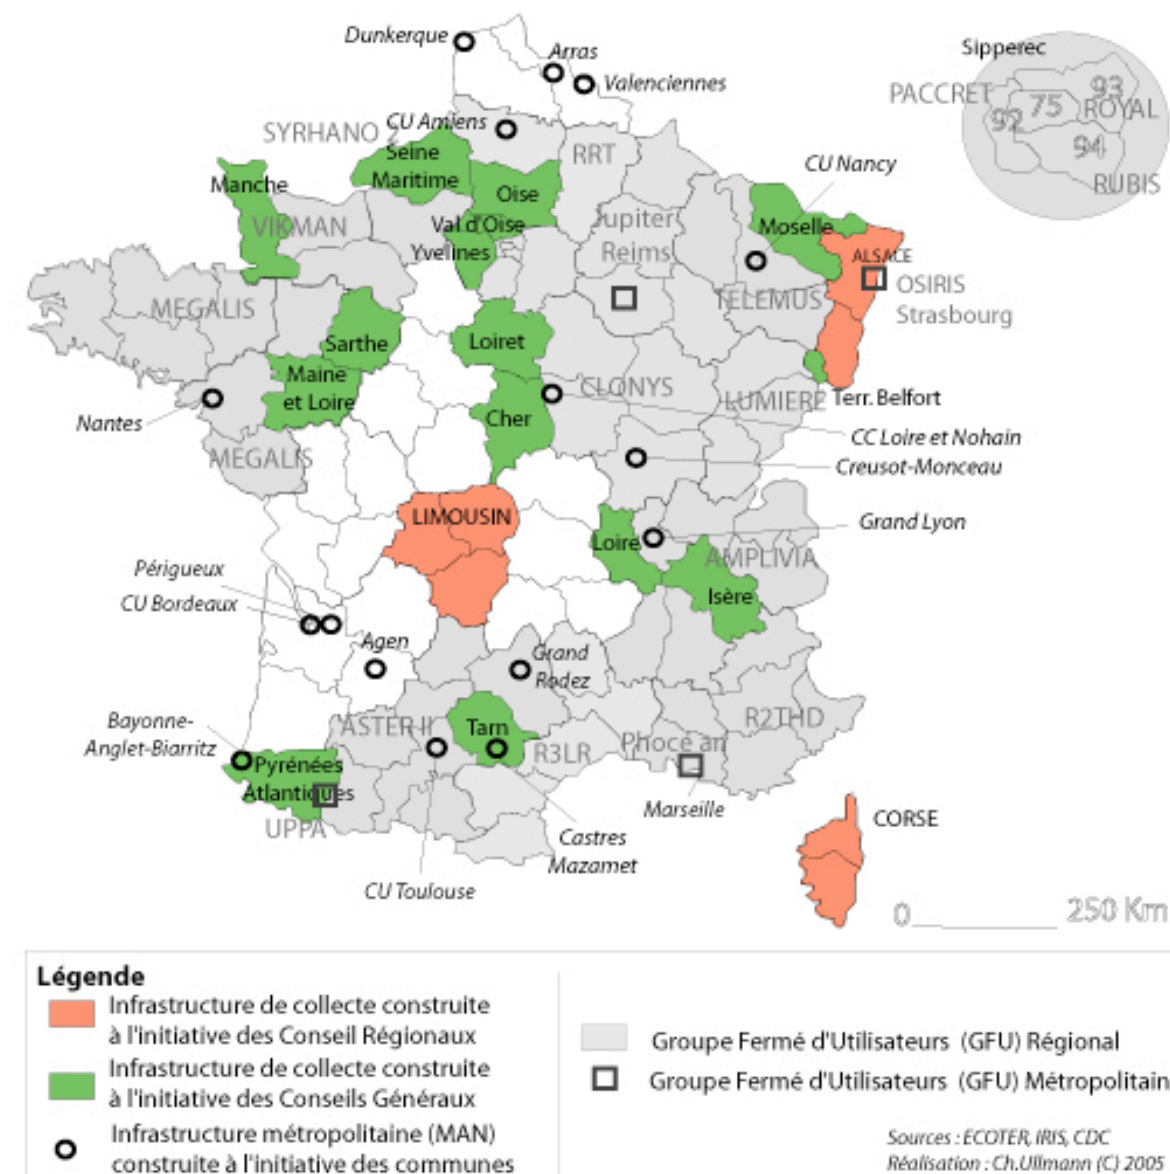 Dunkerque
Arras
Valenciennes
Sipperec
PACCRET
93
75
ROYAL
92
94
RUBIS
SYRHANO 2
CU Amiens
Seine
Maritime
RRT
CU Nancy
Manche
Oise
VIKMAN
Val d'Oise
Yvelines
Jupiter
Reims
Moselle
ALSACE
OSIRIS
Strasbourg
MEGALIS
TELEMUS
Sarthe
Loiret
Maine
et Loire
CLONYS
LUMIERE
Terr. Belfort
Nantes
Cher
CC Loire et Nohain
MEGALIS
Creusot-Monceau
LIMOUSIN
Grand Lyon
Loire
AMPLIVIA
Périgueux
CU Bordeaux
Isère
Agen
Grand
Rodez
Bayonne-
Anglet-Biarritz
ASTER II
Tarn
R3LR
Phocéan
R2THD
Pyrénées
Atlantiques
UPPA
Marseille
Castres
Mazamet
CU Toulouse
CORSE
0
250 Km
Légende
Infrastructure de collecte construite
à l'initiative des Conseil Régionaux
Infrastructure de collecte construite
à l'initiative des Conseils Généraux
Infrastructure métropolitaine (MAN)
construite à l'initiative des communes
Groupe Fermé d'Utilisateurs (GFU) Régional
Groupe Fermé d'Utilisateurs (GFU) Métropolitain
Sources : ECOTER, IRIS, CDC
Réalisation : Ch.Ullmann (C) 2005